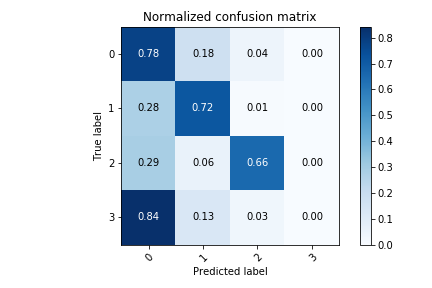 Normalized confusion matrix
0 0.78 0.18 0.04 0.00
1 0.28 0.72 0.01 0.00
2 0.29 0.06 0.66 0.00
3 0.84 0.13 0.03 0.00
0 1 2 3
True label
Predicted label
0.8
0.7
0.6
0.5
0.4
0.3
0.2
0.1
0.0